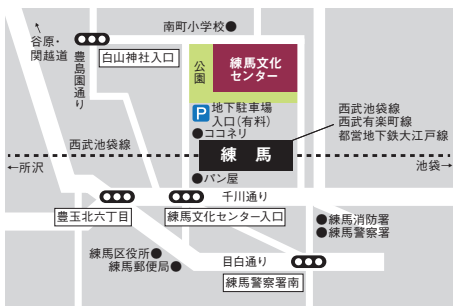 南町小学校
谷原・
関越道
豊島園通り
白山神社入口
公園
練馬文化
センター
P
地下駐車場
入口(有料)
ココネリ
西武池袋線
西武有楽町線
都営地下鉄大江戸線
西武池袋線
練馬
←所沢
池袋→
パン屋
千川通り
豊玉北六丁目
練馬文化センター入口
練馬消防署
練馬警察署
練馬区役所
練馬郵便局
目白通り
練馬警察署南